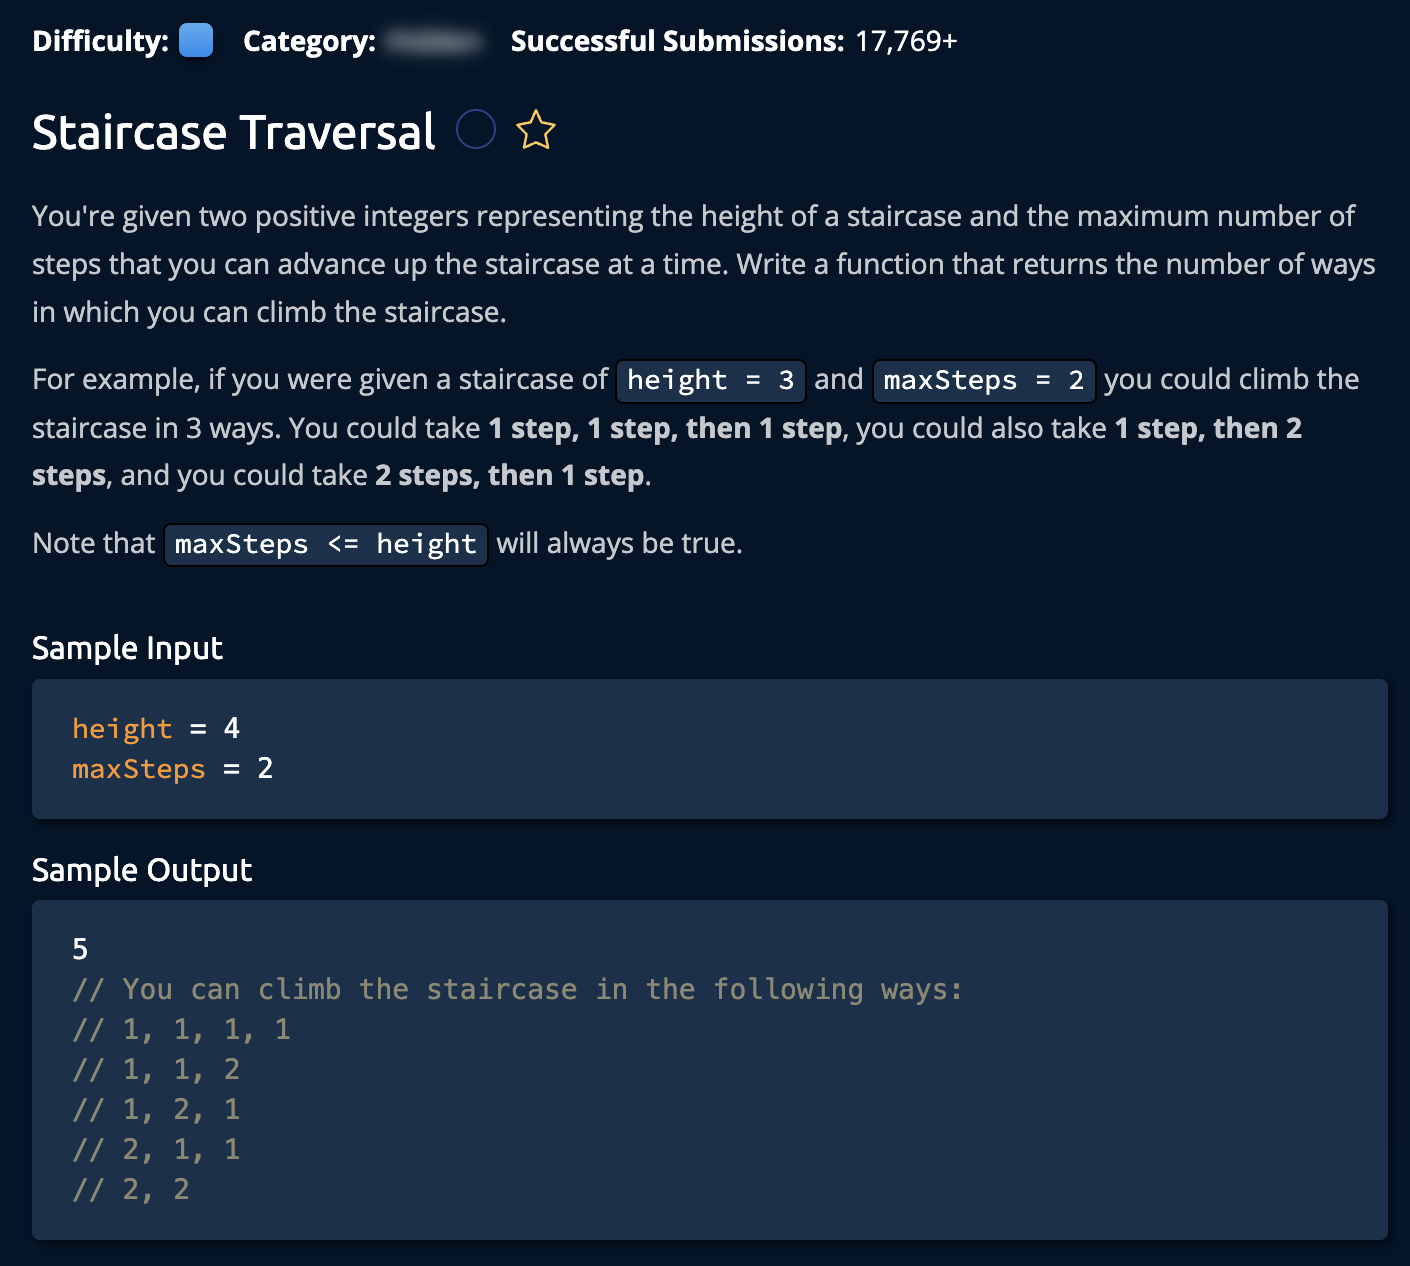 Difficulty: Category: Successful Submissions: 17,769+
Staircase Traversal
You're given two positive integers representing the height of a staircase and the maximum number of
steps that you can advance up the staircase at a time. Write a function that returns the number of ways
in which you can climb the staircase.
For example, if you were given a staircase of height = 3 and maxSteps = 2 you could climb the
staircase in 3 ways. You could take 1 step, 1 step, then 1 step, you could also take 1 step, then 2
steps, and you could take 2 steps, then 1 step.
Note that maxSteps <= height will always be true.
Sample Input
height = 4
maxSteps = 2
Sample Output
5
// You can climb the staircase in the following ways:
// 1, 1, 1, 1
// 1, 1, 2
// 1, 2, 1
// 2, 1, 1
// 2, 2